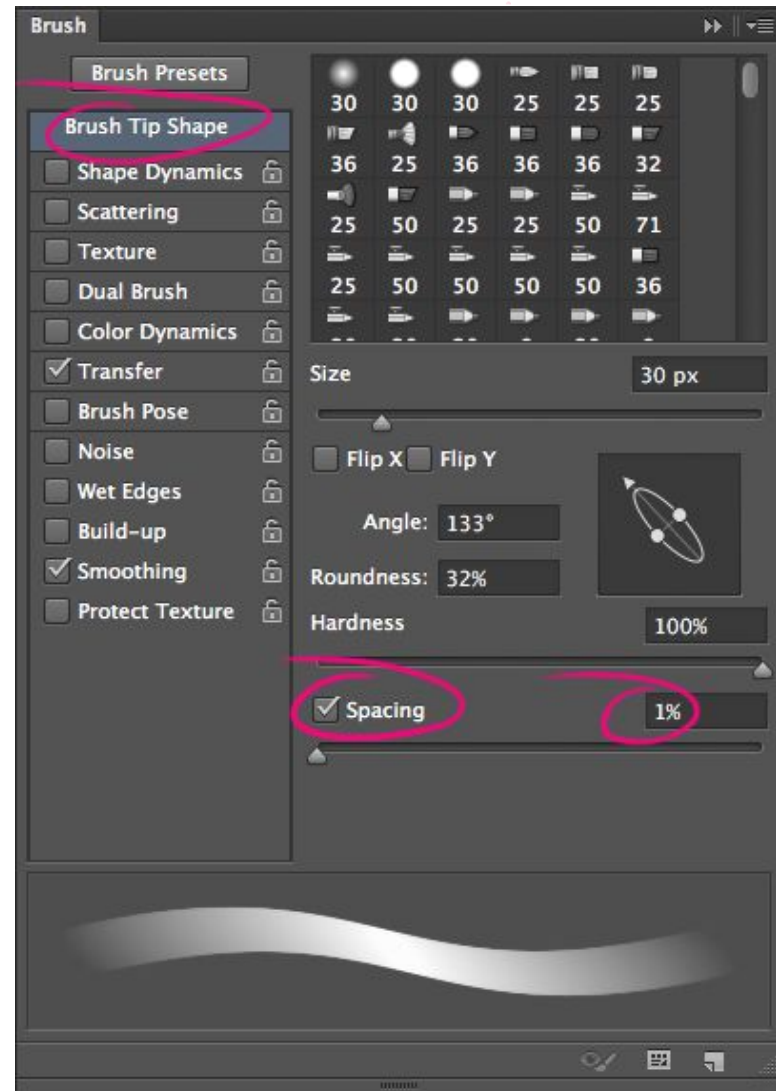 Brush
Brush Presets
30 30 30 25 25 25
Brush Tip Shape
36 25 36 36 36 32
Shape Dynamics
Scattering
25 50 25 25 50 71
Texture
Dual Brush
25 50 50 50 50 36
Color Dynamics
Transfer
Size 30 px
Brush Pose
Noise
Flip X Flip Y
Wet Edges
Build-up
Angle: 133°
Smoothing
Roundness: 32%
Protect Texture
Hardness 100%
Spacing 1%